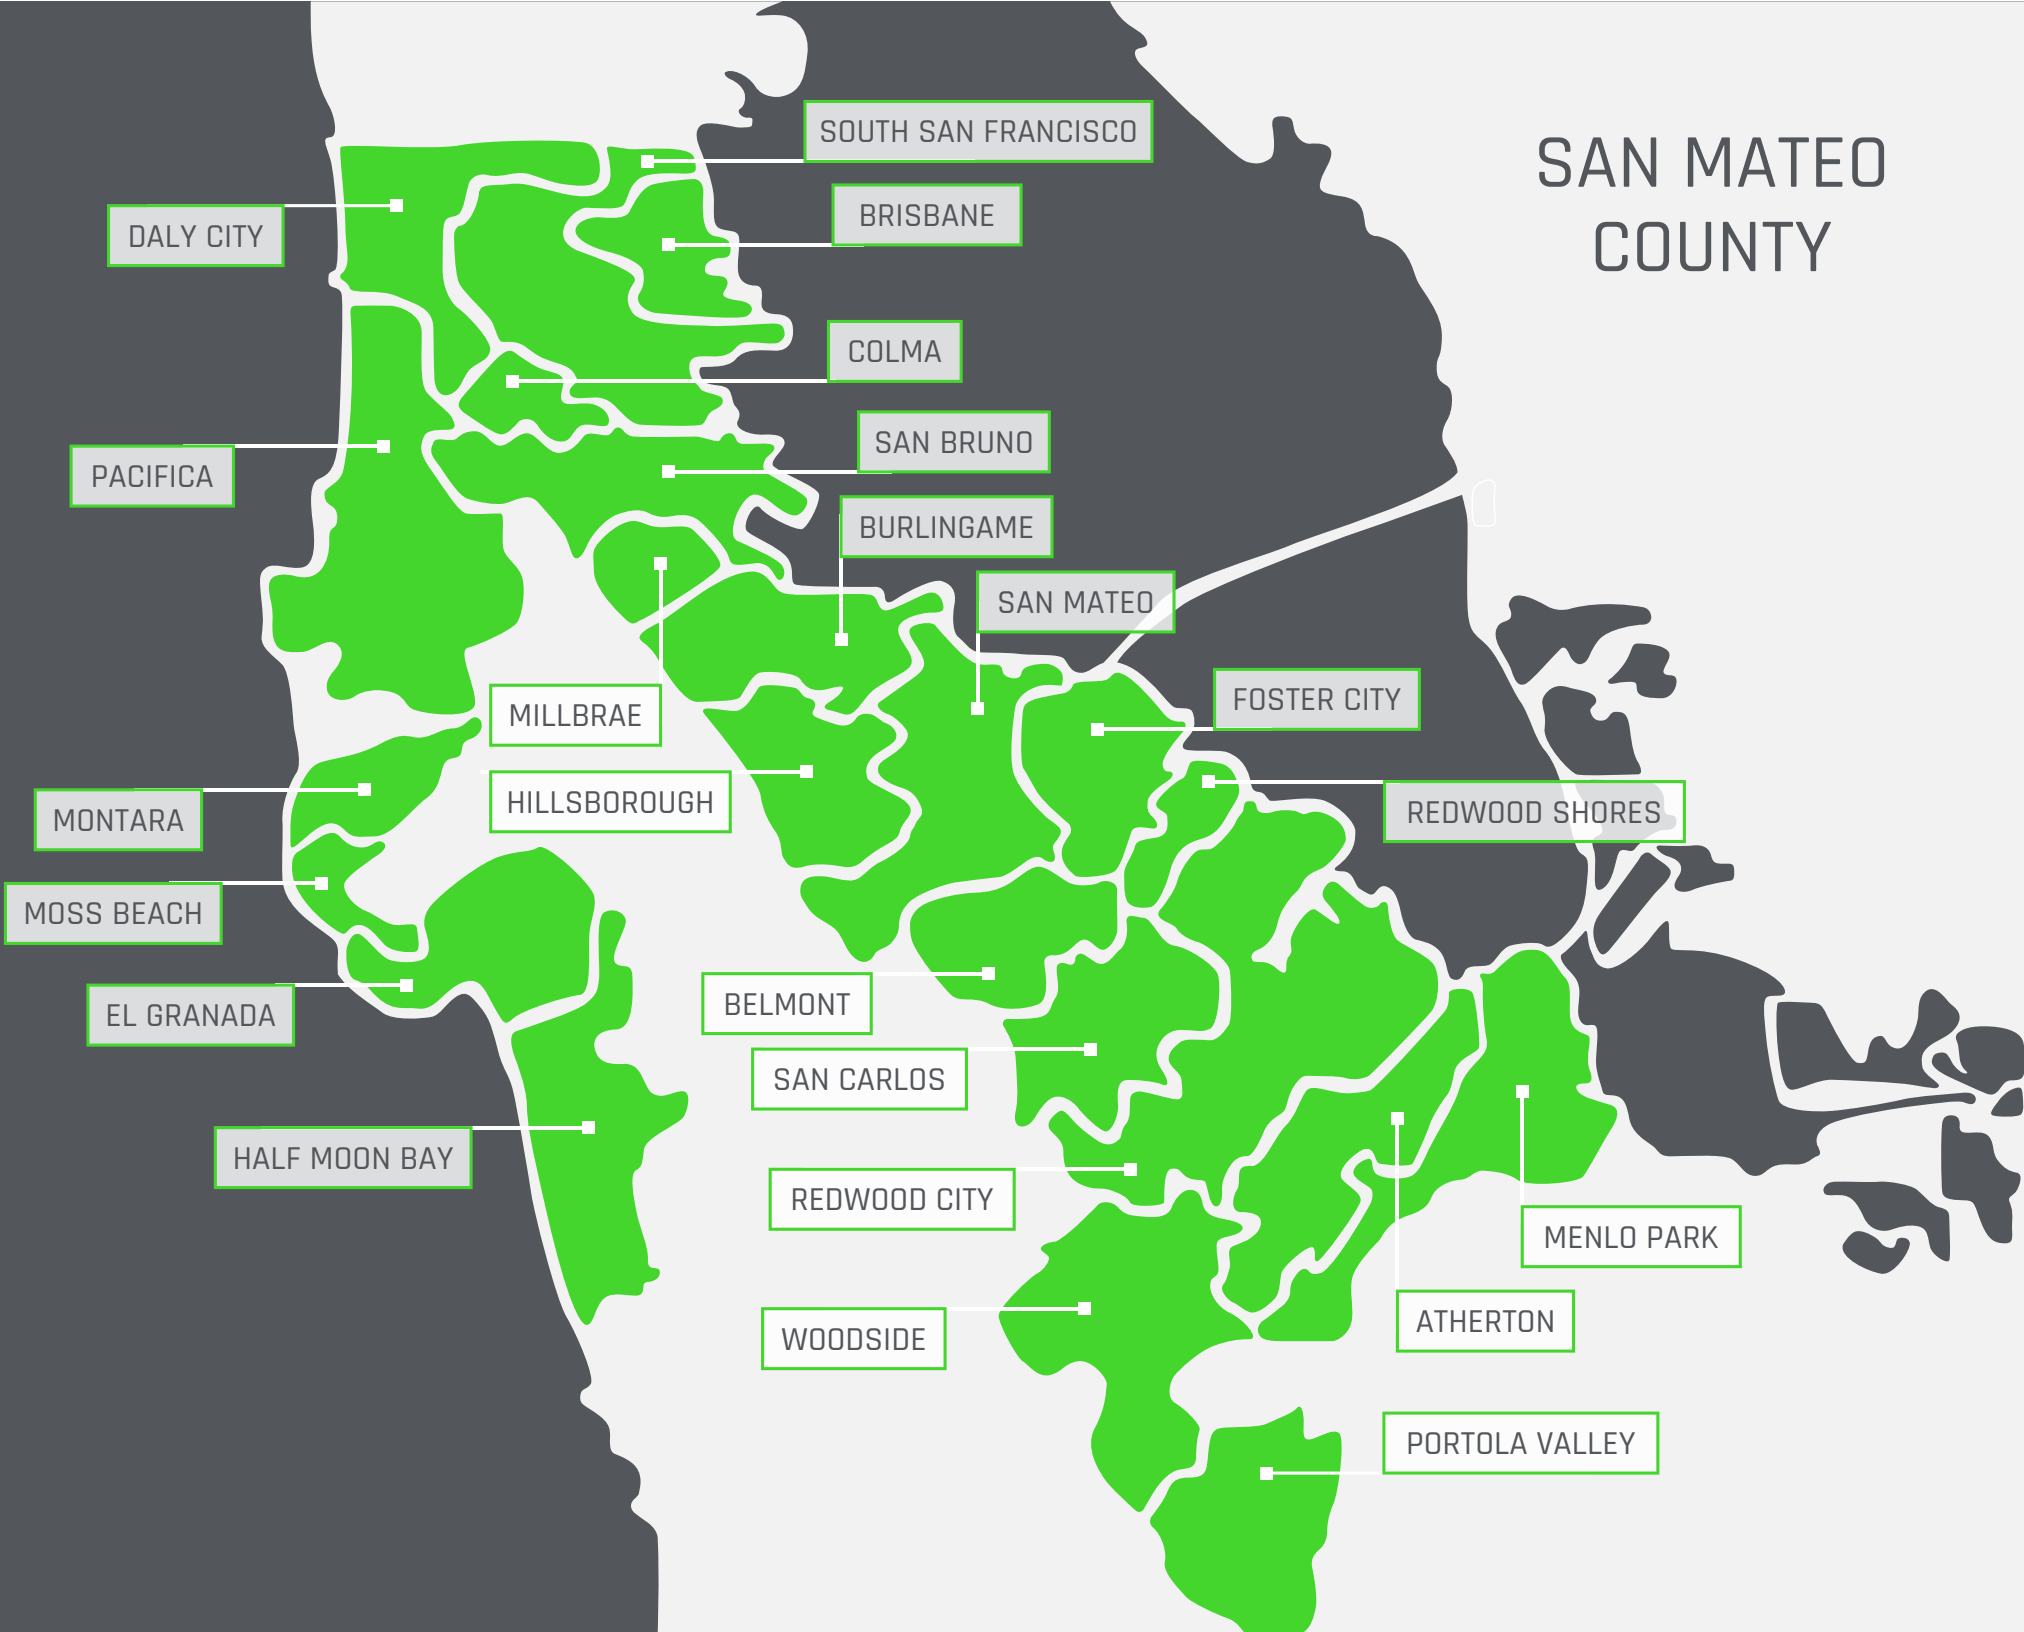 SAN MATEO
COUNTY
SOUTH SAN FRANCISCO
BRISBANE
DALY CITY
COLMA
SAN BRUNO
PACIFICA
BURLINGAME
SAN MATEO
FOSTER CITY
MILLBRAE
HILLSBOROUGH
REDWOOD SHORES
MONTARA
MOSS BEACH
BELMONT
EL GRANADA
SAN CARLOS
HALF MOON BAY
REDWOOD CITY
MENLO PARK
ATHERTON
WOODSIDE
PORTOLA VALLEY